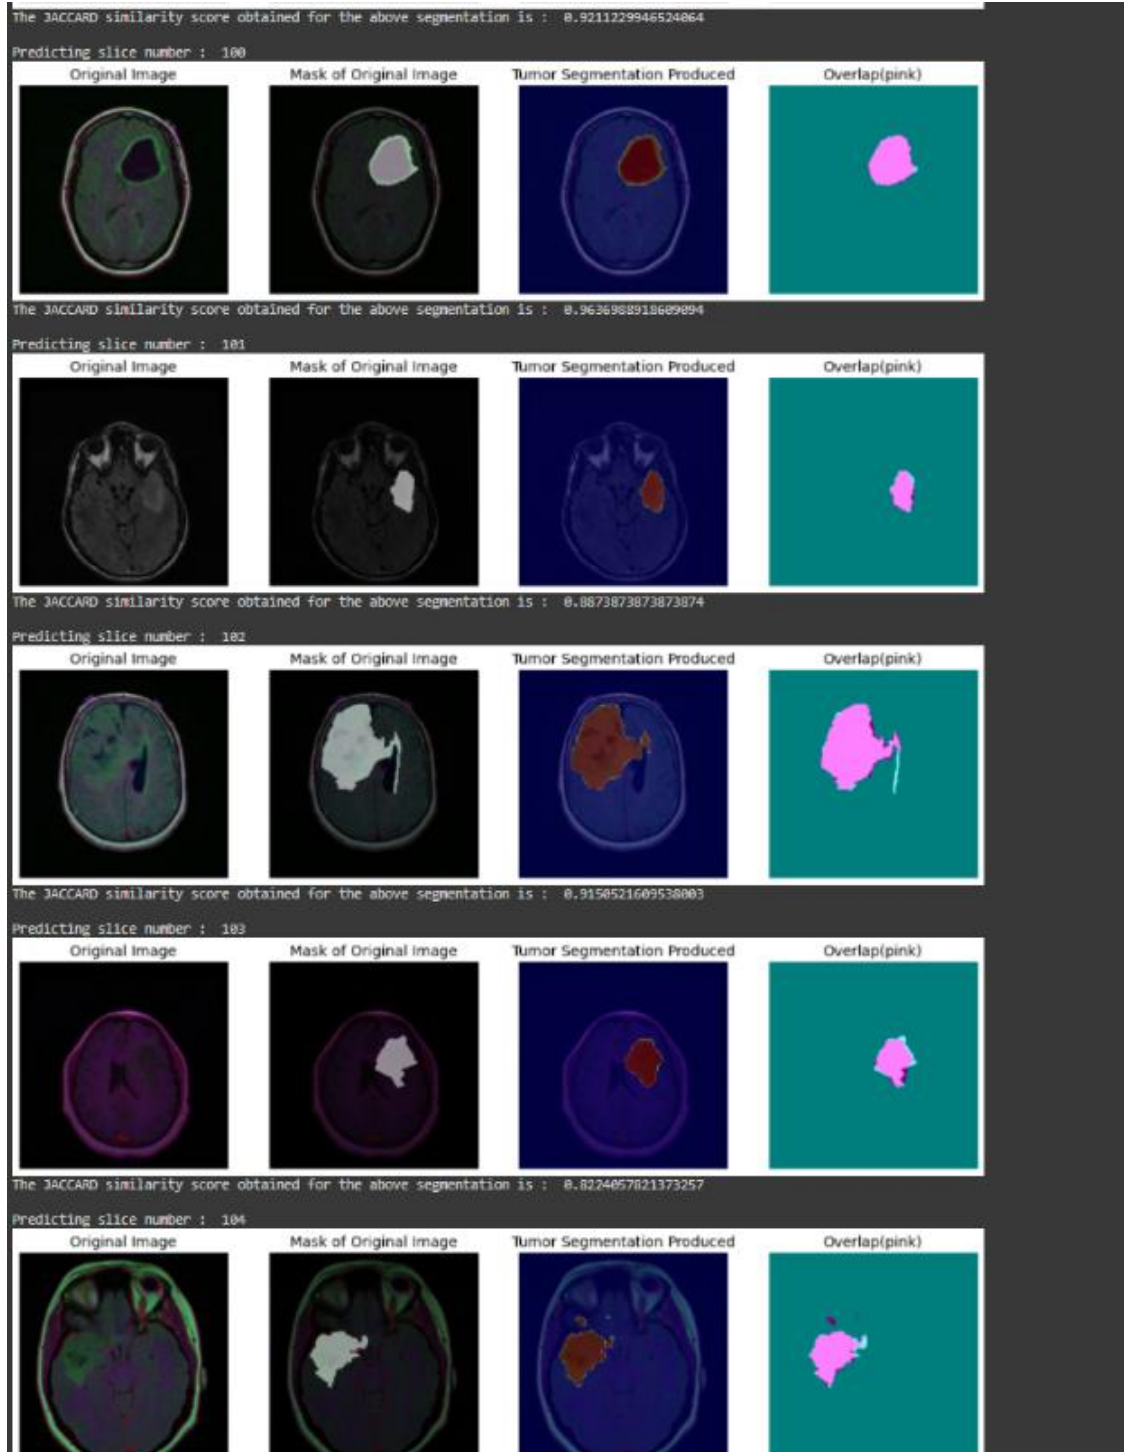 The JACCARD similarity score obtained for the above segmentation is : 0.9211229946524064
Predicting slice number : 100
Original Image Mask of Original Image Tumor Segmentation Produced Overlap(pink)
The JACCARD similarity score obtained for the above segmentation is : 0.9636988918609094
Predicting slice number : 101
Original Image Mask of Original Image Tumor Segmentation Produced Overlap(pink)
The JACCARD similarity score obtained for the above segmentation is : 0.8873873873873874
Predicting slice number : 102
Original Image Mask of Original Image Tumor Segmentation Produced Overlap(pink)
The JACCARD similarity score obtained for the above segmentation is : 0.9150521609538003
Predicting slice number : 103
Original Image Mask of Original Image Tumor Segmentation Produced Overlap(pink)
The JACCARD similarity score obtained for the above segmentation is : 0.8224057821373257
Predicting slice number : 104
Original Image Mask of Original Image Tumor Segmentation Produced Overlap(pink)